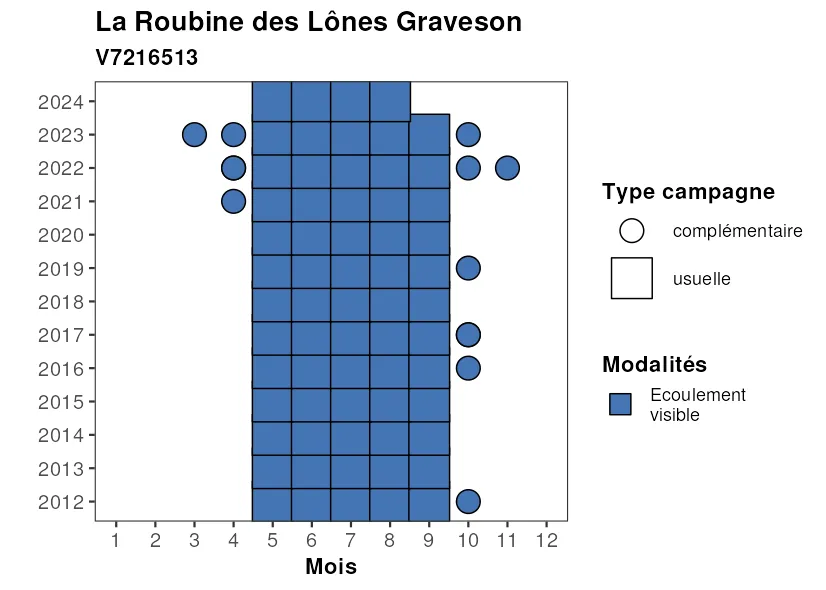 La Roubine des Lônes Graveson
V7216513
2024
2023
2022
2021
2020
2019
2018
2017
2016
2015
2014
2013
2012
1 2 3 4 5 6 7 8 9 10 11 12
Mois
Type campagne
complémentaire
usuelle
Modalités
Ecoulement
visible